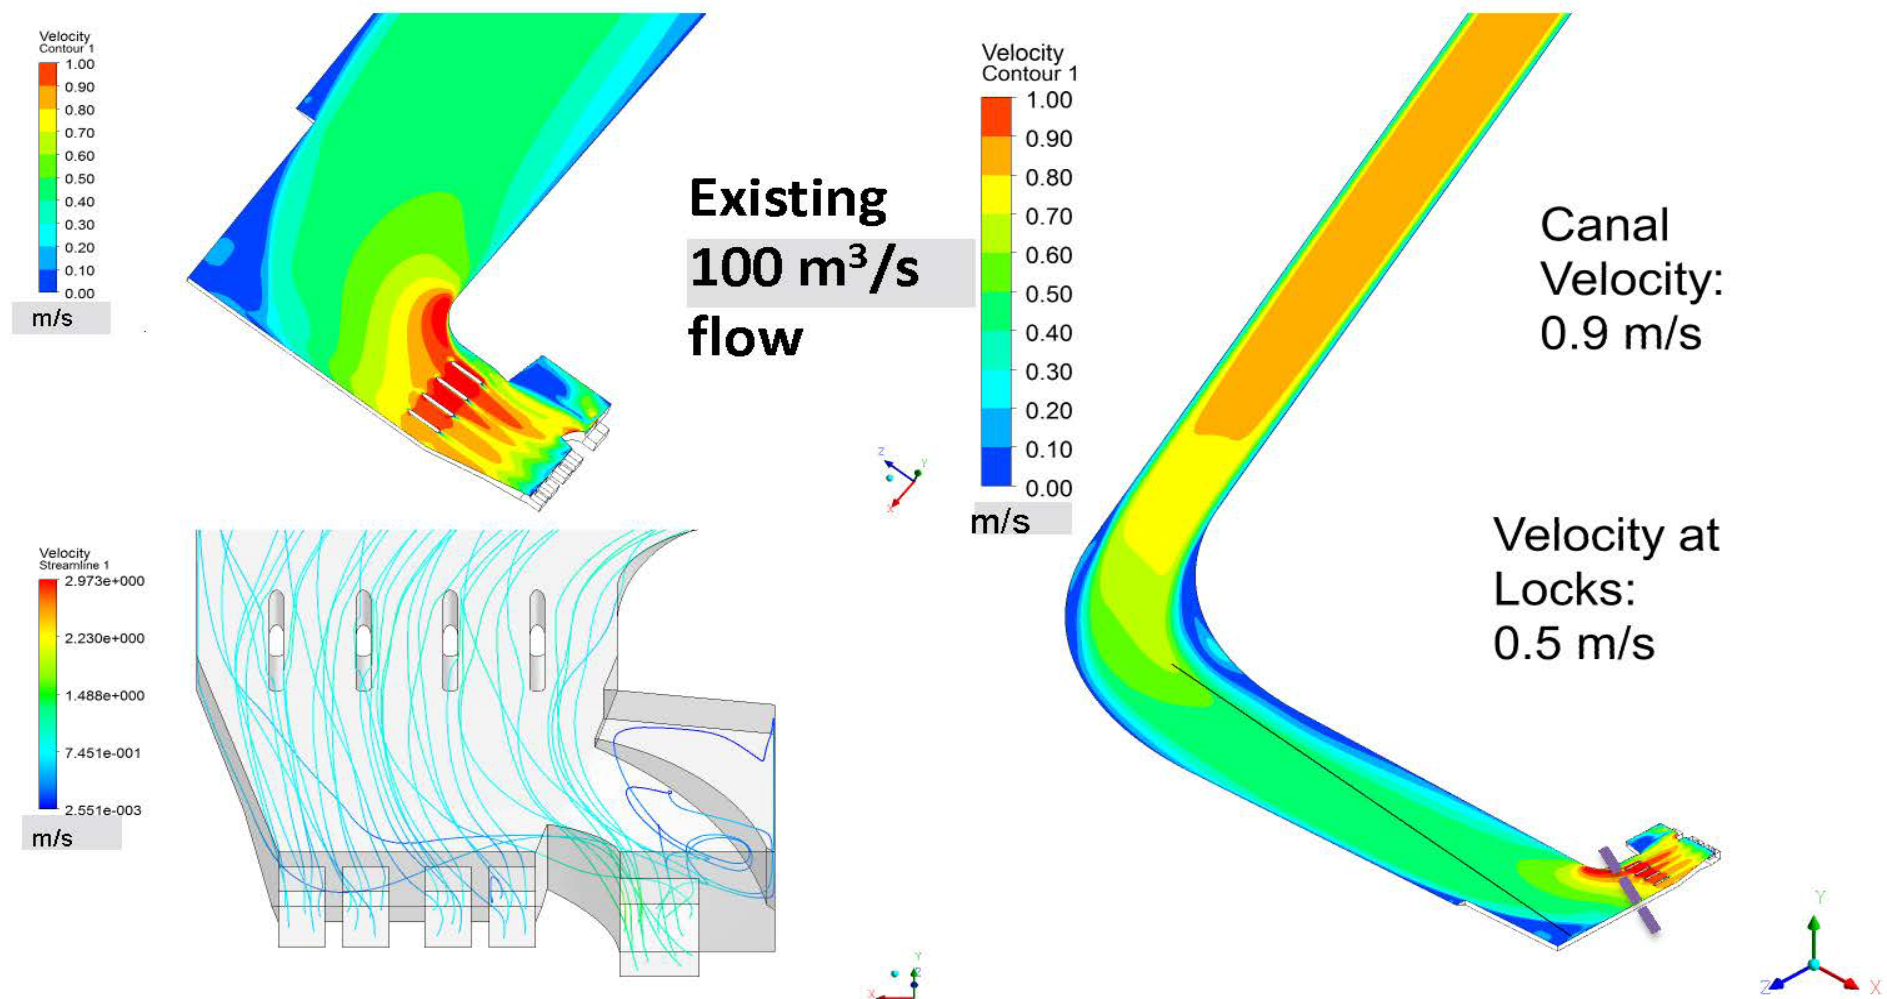 Velocity
Contour 1
1.00
0.90
0.80
0.70
0.60
0.50
0.40
0.30
0.20
0.10
0.00
m/s
Existing
100 m³/s
flow
Z
Y
X
Velocity
Contour 1
1.00
0.90
0.80
0.70
0.60
0.50
0.40
0.30
0.20
0.10
0.00
m/s
Canal
Velocity:
0.9 m/s
Velocity at
Locks:
0.5 m/s
Velocity
Streamline 1
2.973e+000
2.230e+000
1.488e+000
7.451e-001
2.551e-003
m/s
Y
Z
X
Y
Z
X